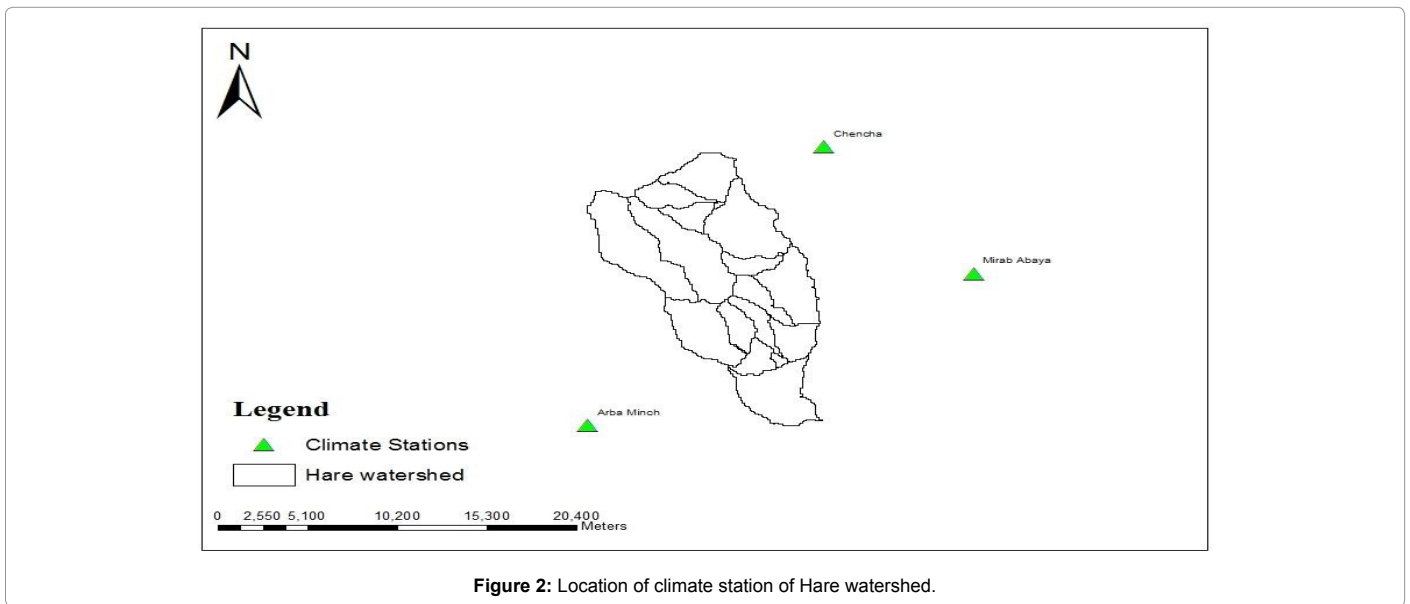 N
Chencha
Mirab Abaya
Arba Minch
Legend
Climate Stations
Hare watershed
0 2,550 5,100 10,200 15,300 20,400
Meters
Figure 2: Location of climate station of Hare watershed.